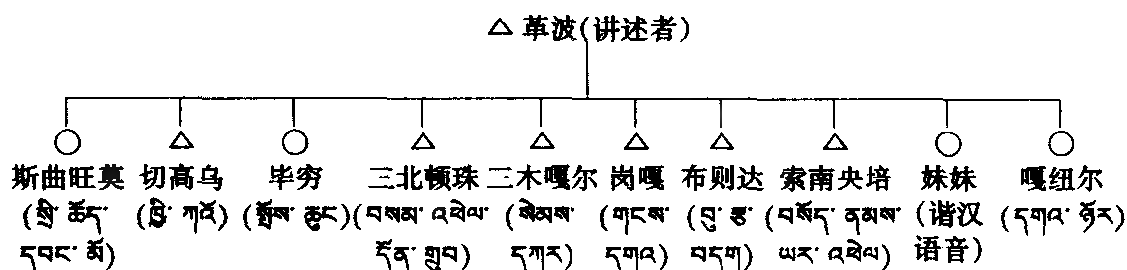 革波(讲述者)
斯曲旺莫 切高乌 毕穷 三北顿珠 三木嘎尔 岗嘎 布则达 索南央培 妹妹 嘎纽尔
(སྲི་ཚོད་ (ཁྱི་ཀའོ) (སྤོས་ཆུང་) (བསམ་འཕེལ་ (སེམས་ (གངས་ (བུ་རྩ་ (བསོད་ནམས་ (谐汉 (དགའ་ཉོར)
དབང་མོ) དོན་གྲུབ) དཀར) དགའ) བདག) ཡར་འཕེལ) 语音)